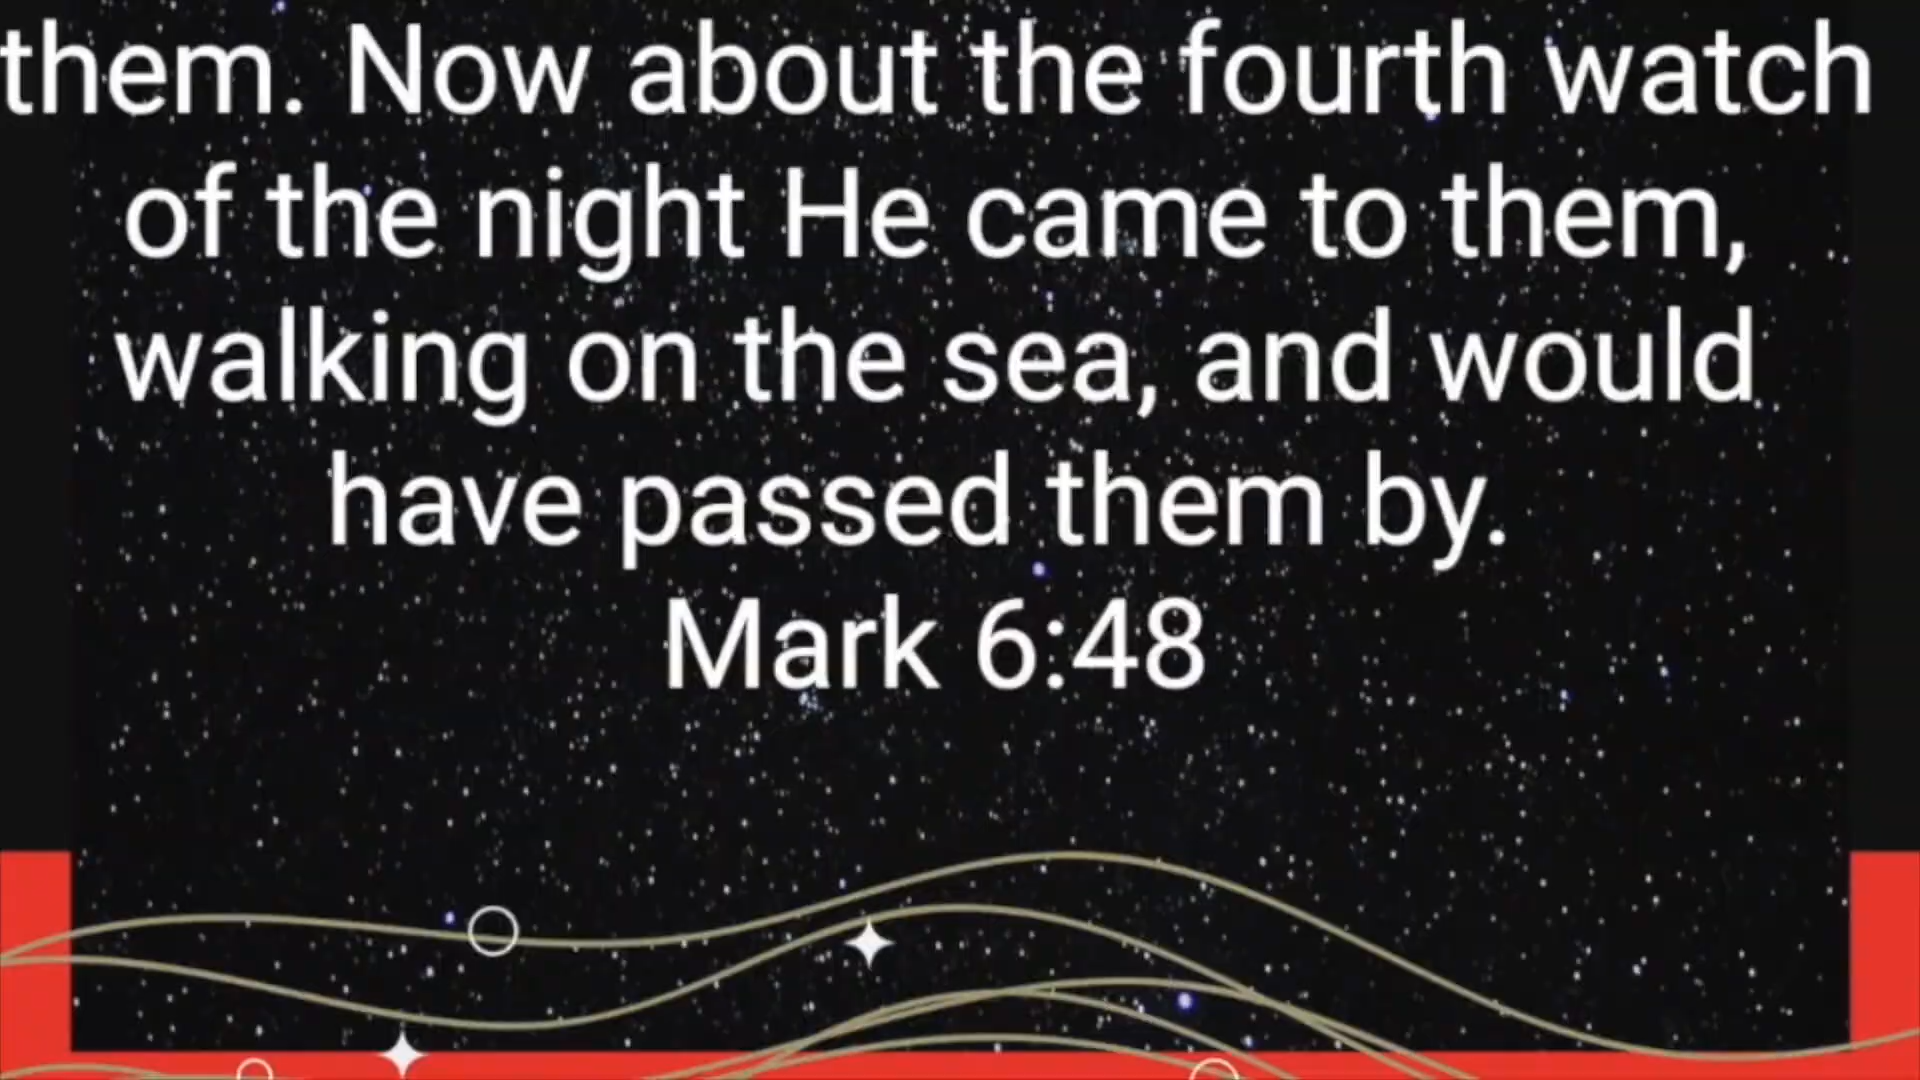 them. Now about the fourth watch
of the night He came to them,
walking on the sea, and would
have passed them by.
Mark 6:48